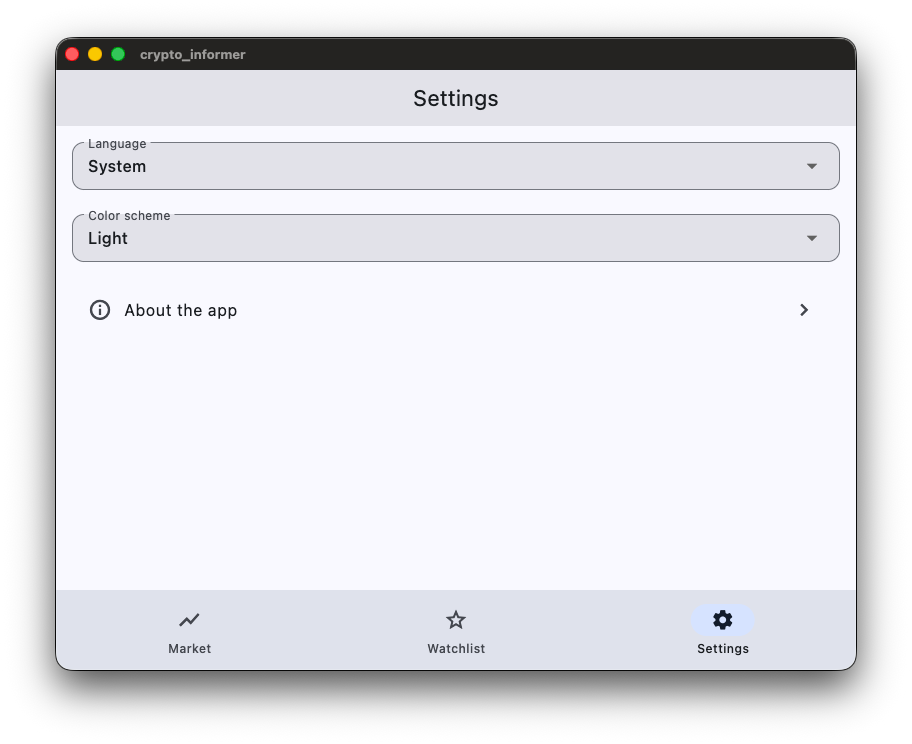 crypto_informer
Settings
Language
System
Color scheme
Light
About the app
Market
Watchlist
Settings